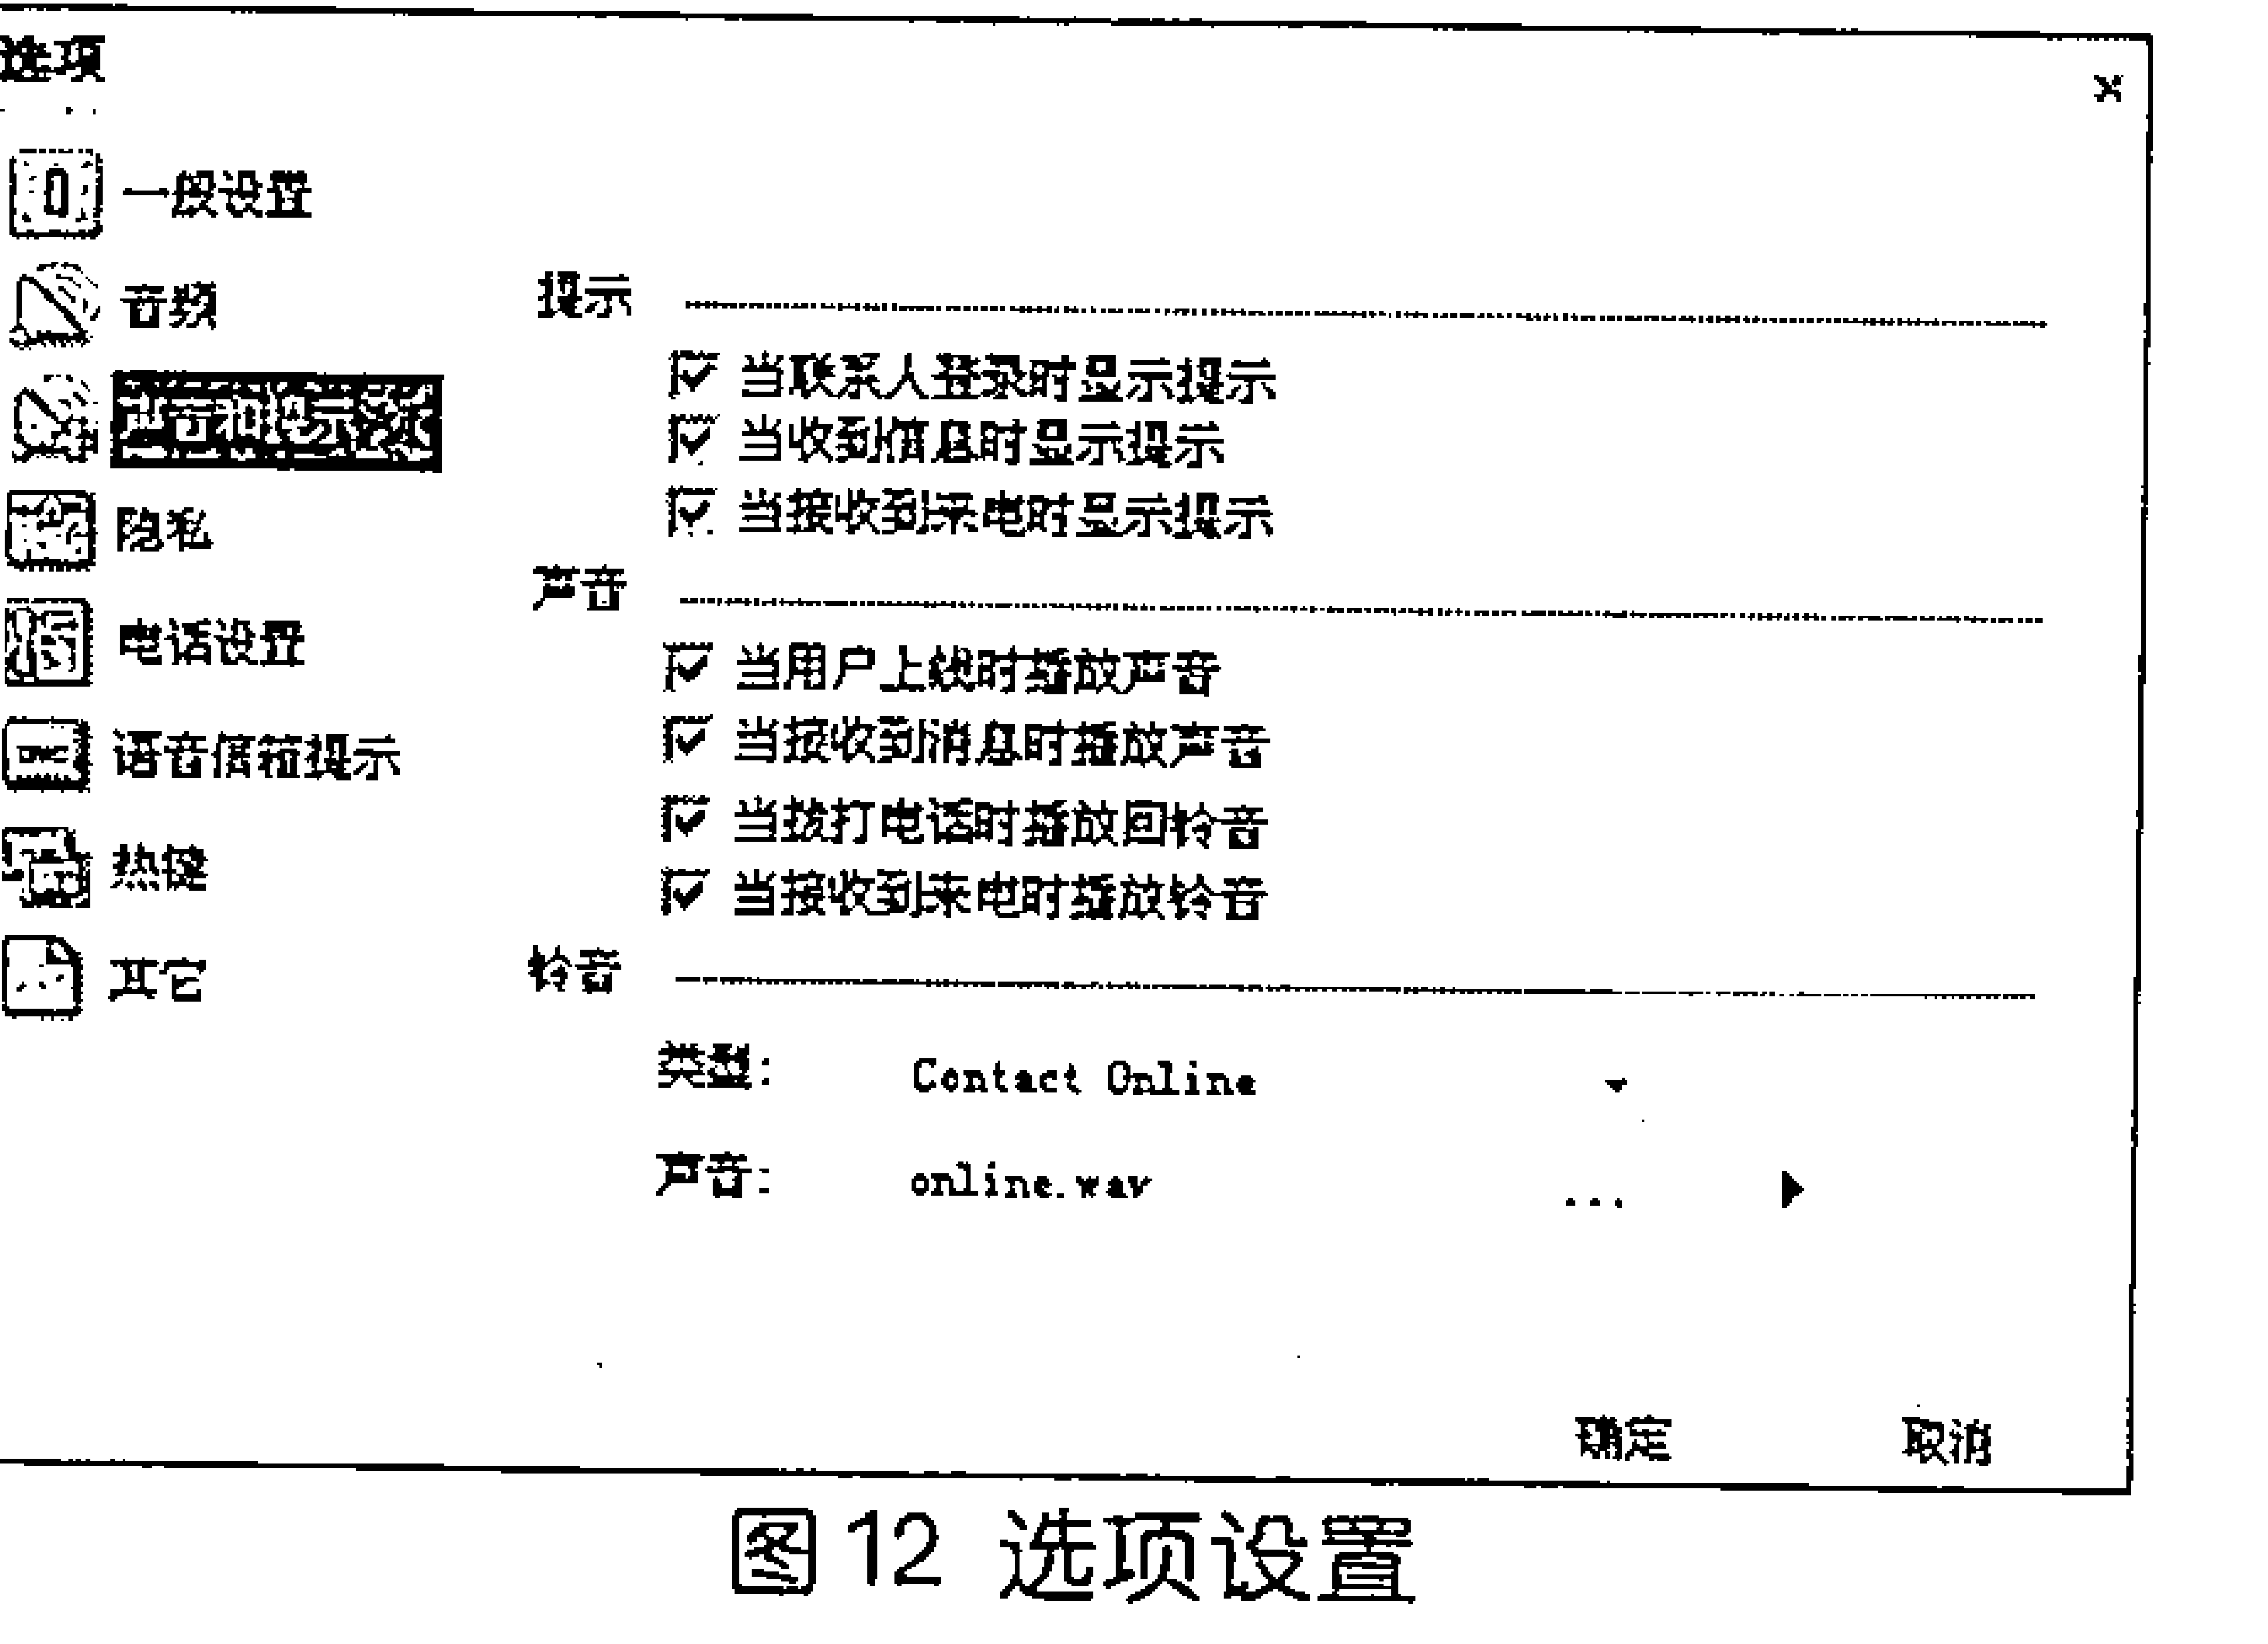 选项
×
一般设置
音频
声音和提示
隐私
电话设置
语音信箱提示
热键
其它
提示
当联系人登录时显示提示
当收到信息时显示提示
当接收到来电时显示提示
声音
当用户上线时播放声音
当接收到消息时播放声音
当拨打电话时播放回铃音
当接收到来电时播放铃音
铃音
类型: Contact Online
声音: online.wav ...
确定 取消
图12 选项设置